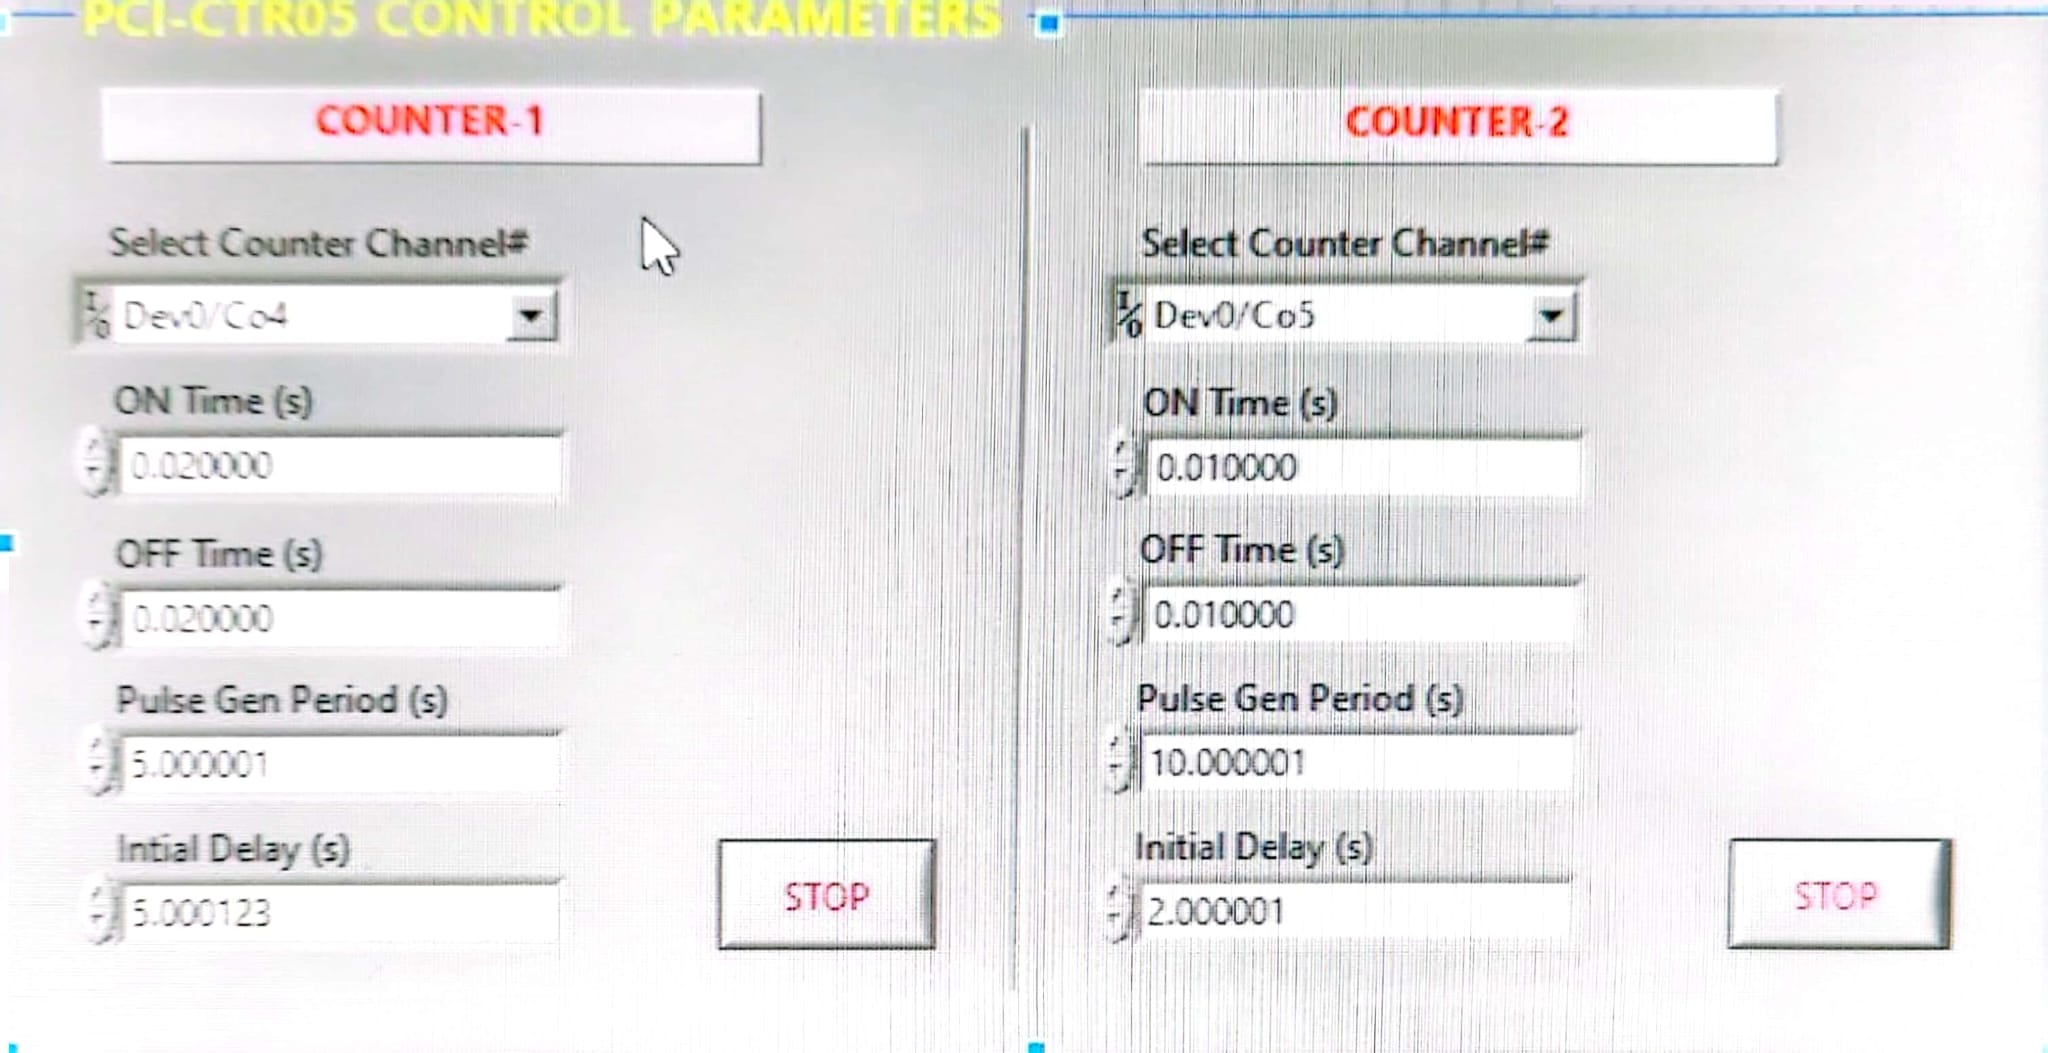 PCI-CTR05 CONTROL PARAMETERS
COUNTER-1
Select Counter Channel#
Dev0/Co4
ON Time (s)
0.020000
OFF Time (s)
0.020000
Pulse Gen Period (s)
5.000001
Intial Delay (s)
5.000123
STOP
COUNTER-2
Select Counter Channel#
Dev0/Co5
ON Time (s)
0.010000
OFF Time (s)
0.010000
Pulse Gen Period (s)
10.000001
Initial Delay (s)
2.000001
STOP